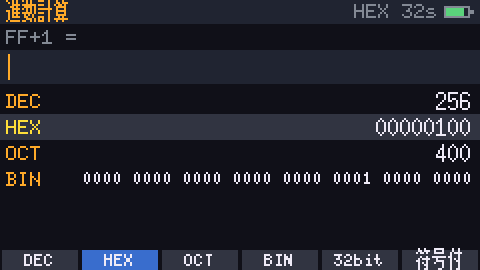 進数計算 HEX 32s
FF+1 =
DEC 256
HEX 00000100
OCT 400
BIN 0000 0000 0000 0000 0000 0001 0000 0000
DEC HEX OCT BIN 32bit 符号付